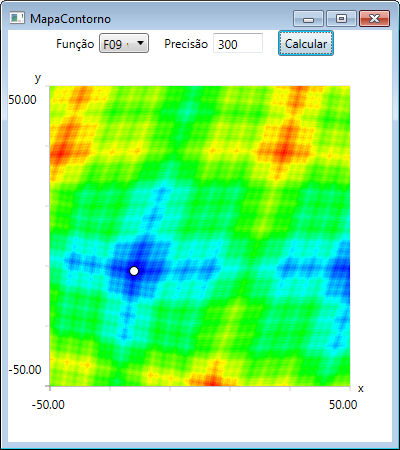 MapaContorno
Função F09 Precisão 300 Calcular
y
50.00
-50.00
x
-50.00 50.00